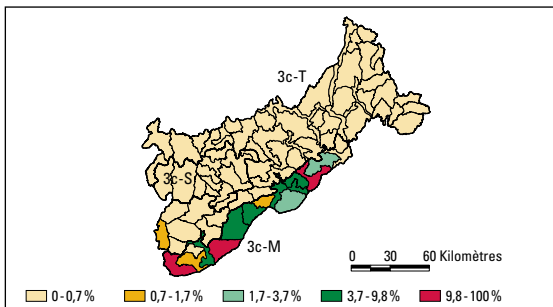 3c-T
3c-S
3c-M
0 30 60 Kilomètres
0-0,7 % 0,7-1,7 % 1,7-3,7 % 3,7-9,8 % 9,8-100 %